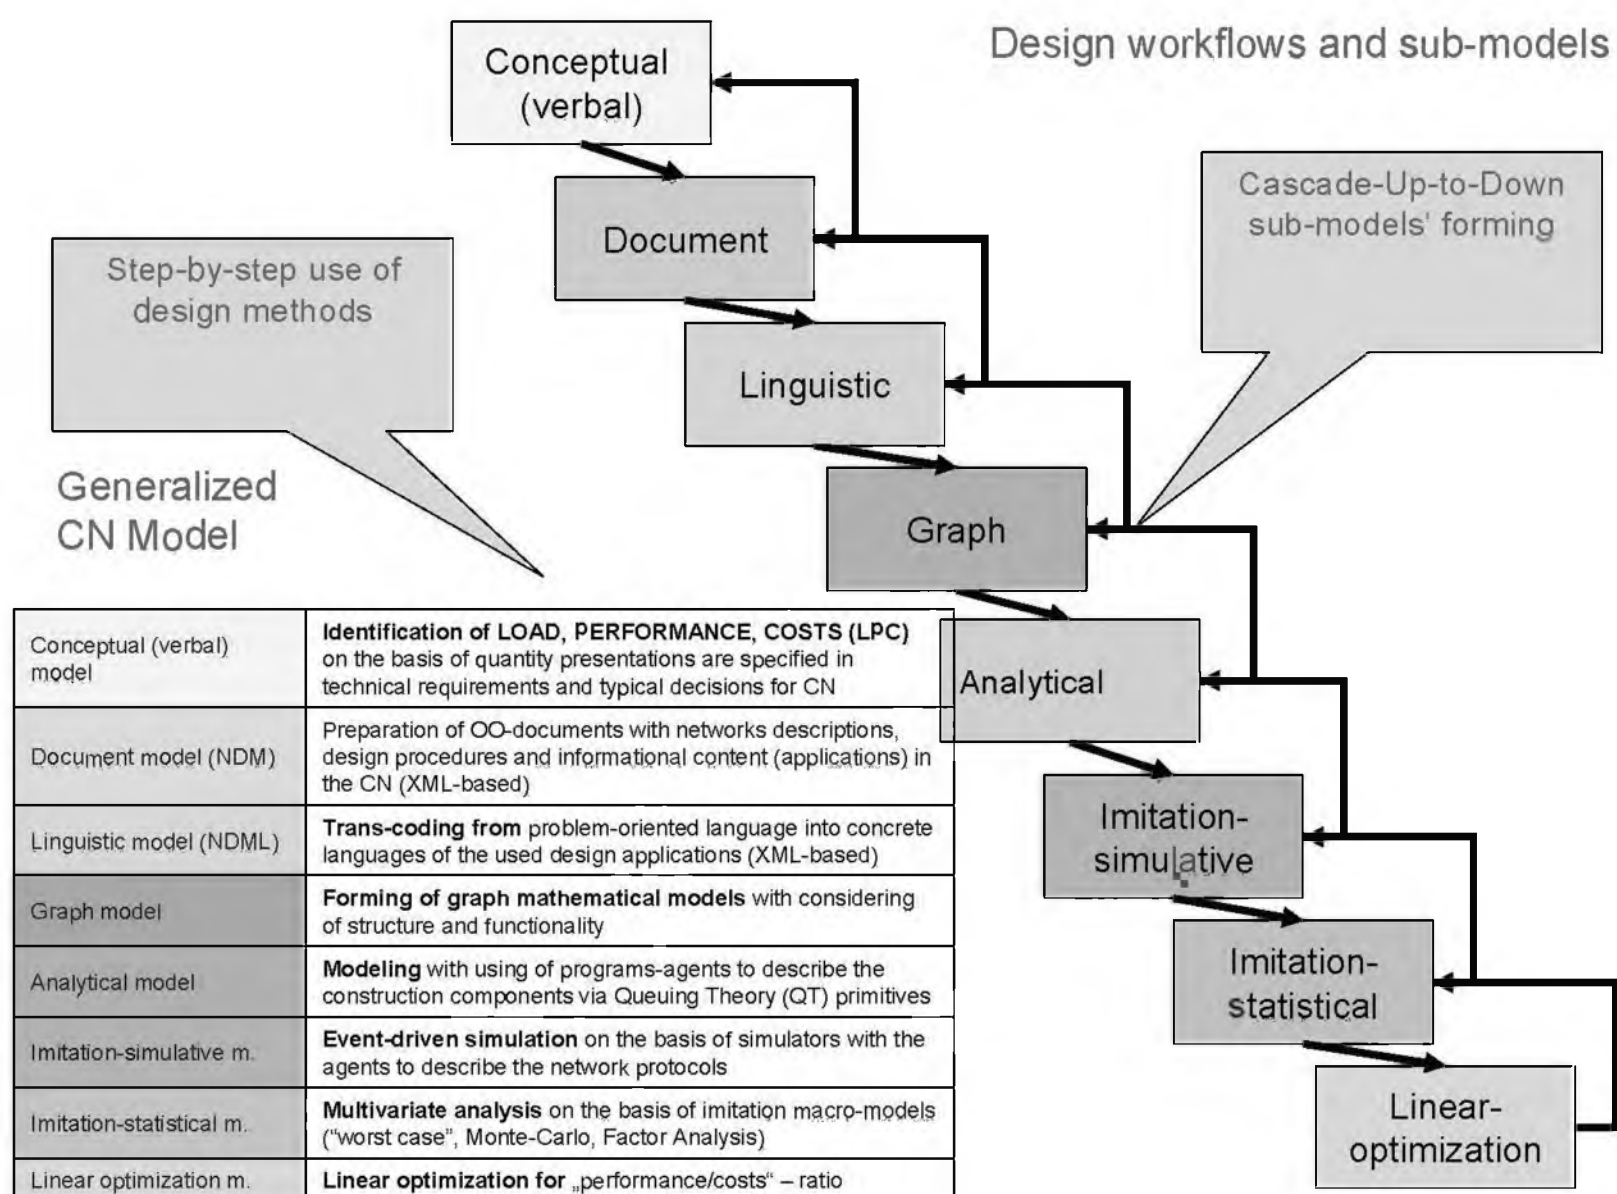 Design workflows and sub-models
Conceptual
(verbal)
Document
Linguistic
Graph
Analytical
Imitation-
simulative
Imitation-
statistical
Linear-
optimization
Cascade-Up-to-Down
sub-models' forming
Step-by-step use of
design methods
Generalized
CN Model
Conceptual (verbal)
model
Identification of LOAD, PERFORMANCE, COSTS (LPC)
on the basis of quantity presentations are specified in
technical requirements and typical decisions for CN
Document model (NDM)
Preparation of OO-documents with networks descriptions,
design procedures and informational content (applications) in
the CN (XML-based)
Linguistic model (NDML)
Trans-coding from problem-oriented language into concrete
languages of the used design applications (XML-based)
Graph model
Forming of graph mathematical models with considering
of structure and functionality
Analytical model
Modeling with using of programs-agents to describe the
construction components via Queuing Theory (QT) primitives
Imitation-simulative m.
Event-driven simulation on the basis of simulators with the
agents to describe the network protocols
Imitation-statistical m.
Multivariate analysis on the basis of imitation macro-models
(“worst case”, Monte-Carlo, Factor Analysis)
Linear optimization m.
Linear optimization for „performance/costs“ – ratio